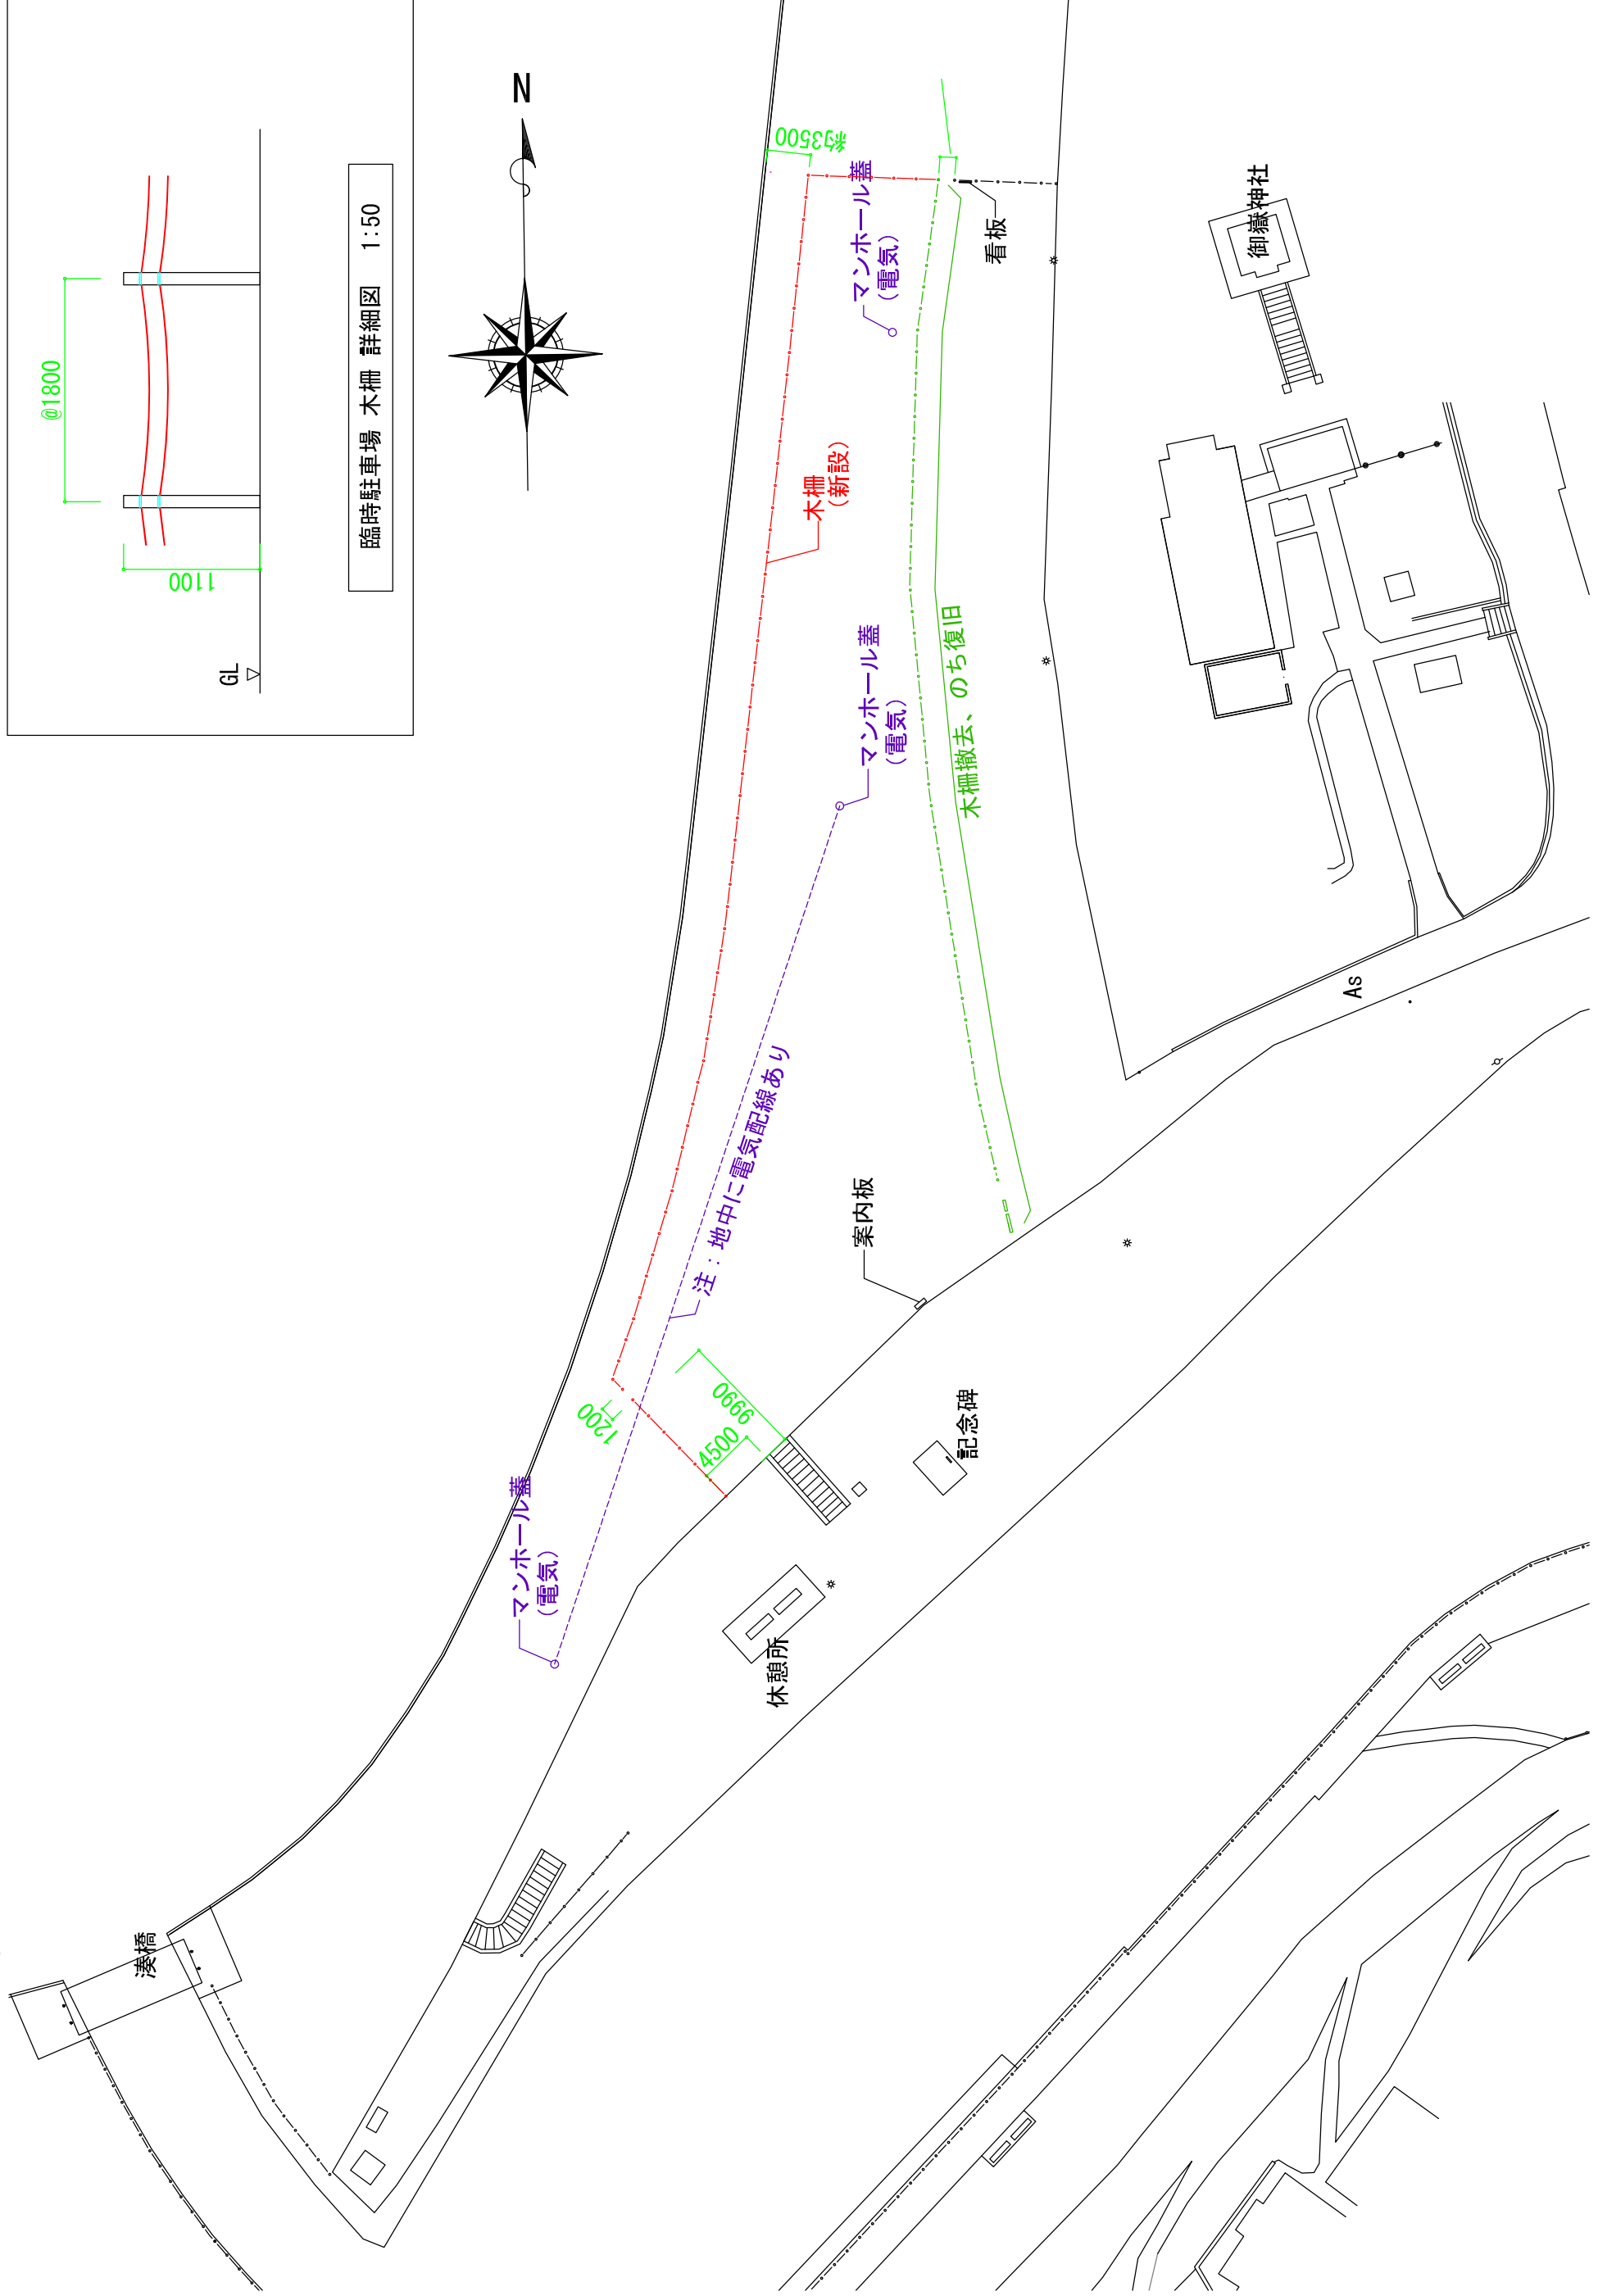 @1800
1100
GL
臨時駐車場 木柵 詳細図 1:50
N
約3500
マンホール蓋
(電気)
看板
御嶽神社
木柵
(新設)
マンホール蓋
(電気)
木柵撤去、のち復旧
As
注：地中に電気配線あり
案内板
1200
9990
4500
記念碑
マンホール蓋
(電気)
休憩所
湊橋